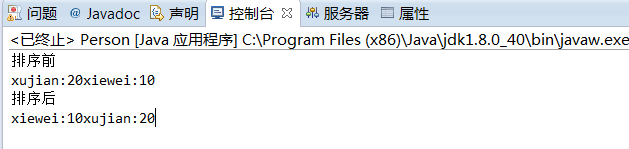 问题 @ Javadoc 声明 控制台 服务器 属性
<已终止> Person [Java 应用程序] C:\Program Files (x86)\Java\jdk1.8.0_40\bin\javaw.exe
排序前
xujian:20xiewei:10
排序后
xiewei:10xujian:20